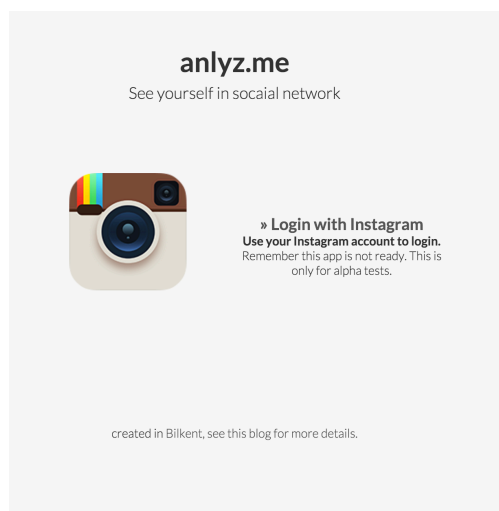 anlyz.me
See yourself in socaial network
» Login with Instagram
Use your Instagram account to login.
Remember this app is not ready. This is
only for alpha tests.
created in Bilkent, see this blog for more details.